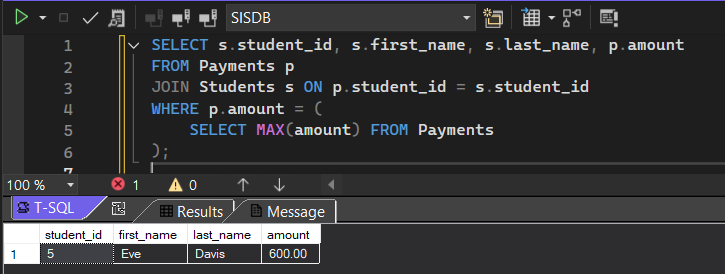 SISDB
1 SELECT s.student_id, s.first_name, s.last_name, p.amount
2 FROM Payments p
3 JOIN Students s ON p.student_id = s.student_id
4 WHERE p.amount = (
5 SELECT MAX(amount) FROM Payments
6 );
7
100 % 1 0
T-SQL Results Message
student_id first_name last_name amount
1 5 Eve Davis 600.00